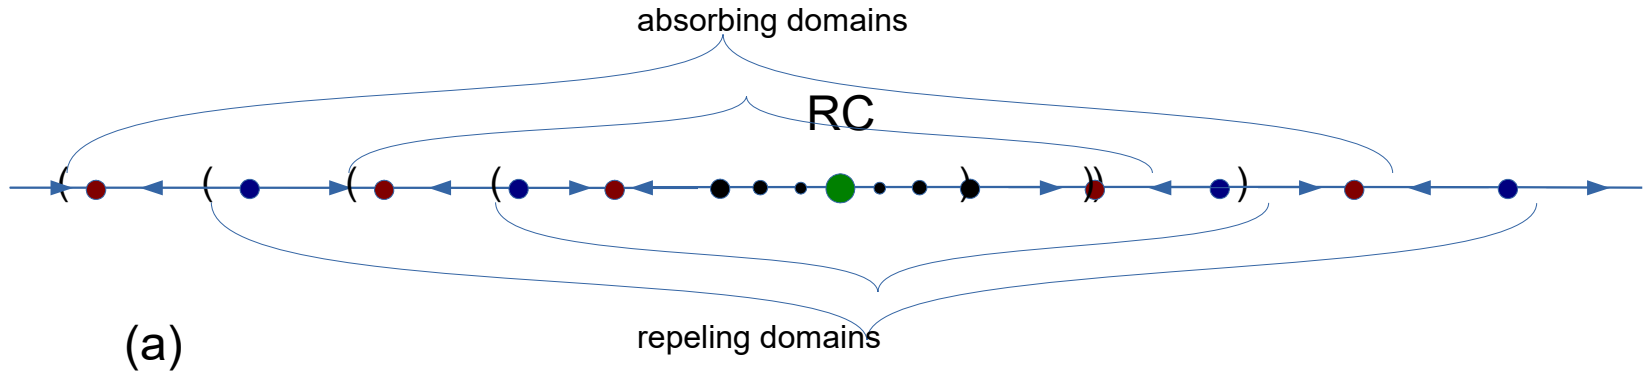 absorbing domains
RC
( ( ( ( ) ) ) )
repeling domains
(a)